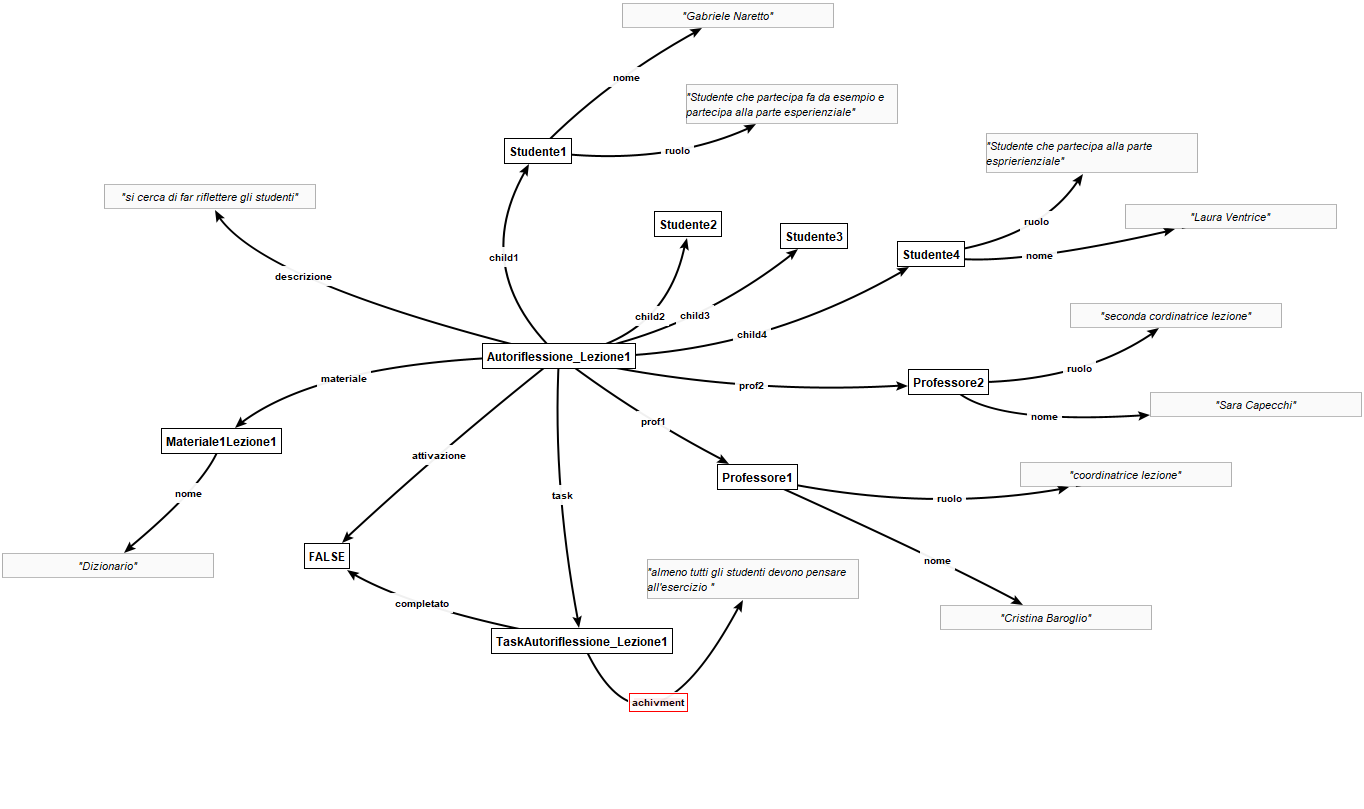 "Gabriele Naretto"
nome
"Studente che partecipa fa da esempio e
partecipa alla parte esperienziale"
Studente1
ruolo
"Studente che partecipa alla parte
esprierienziale"
"si cerca di far riflettere gli studenti"
Studente2
Studente3
ruolo
"Laura Ventrice"
Studente4
nome
child1
descrizione
child2
child3
child4
"seconda cordinatrice lezione"
Autoriflessione_Lezione1
ruolo
materiale
prof2
Professore2
"Sara Capecchi"
nome
prof1
Materiale1Lezione1
attivazione
Professore1
"coordinatrice lezione"
nome
task
ruolo
FALSE
"Dizionario"
nome
"almeno tutti gli studenti devono pensare
all'esercizio "
completato
"Cristina Baroglio"
TaskAutoriflessione_Lezione1
achivment